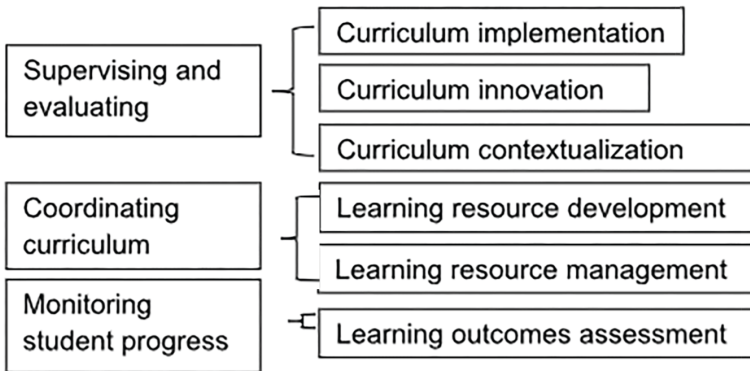 Supervising and
evaluating
Curriculum implementation
Curriculum innovation
Curriculum contextualization
Coordinating
curriculum
Learning resource development
Learning resource management
Monitoring
student progress
Learning outcomes assessment